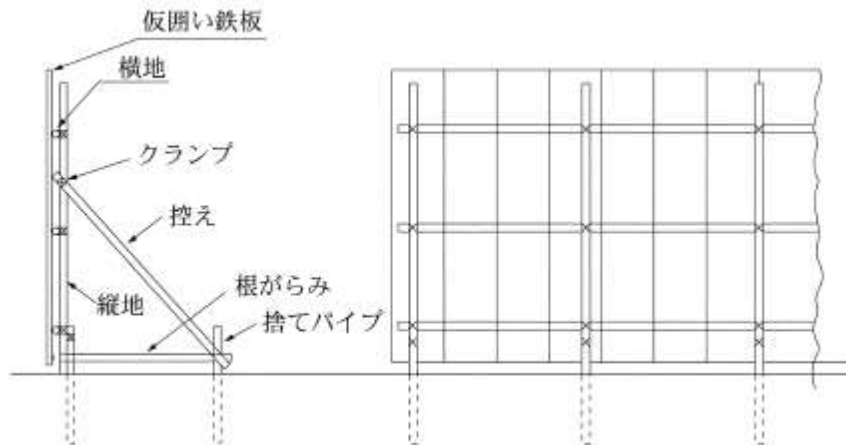 仮囲い鉄板
横地
クランプ
控え
根がらみ
縦地
捨てパイプ